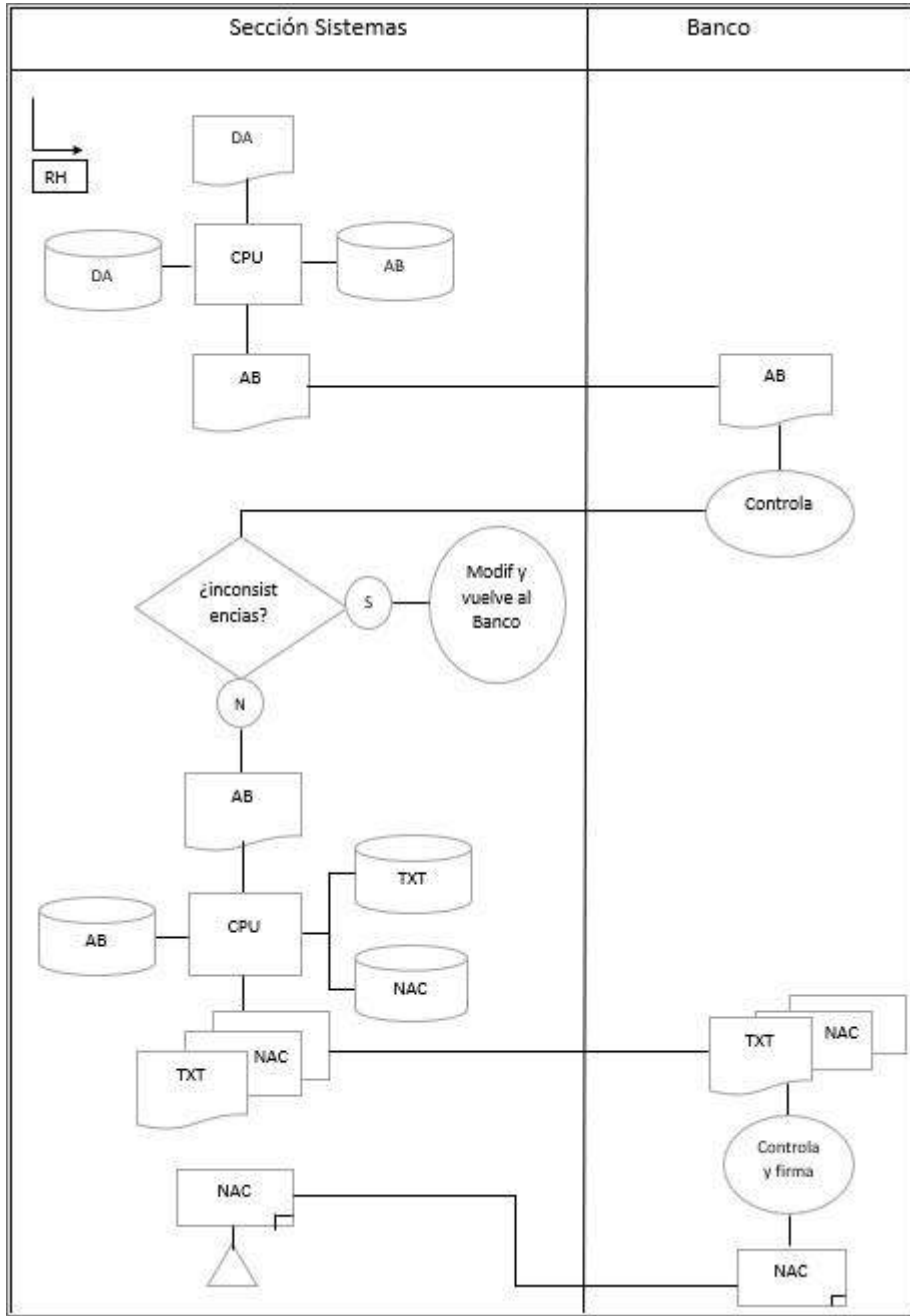 Sección Sistemas
Banco
RH
DA
DA
CPU
AB
AB
AB
Controla
¿inconsist
encias?
S
Modif y
vuelve al
Banco
N
AB
TXT
AB
CPU
NAC
TXT
NAC
TXT
NAC
Controla
y firma
NAC
NAC